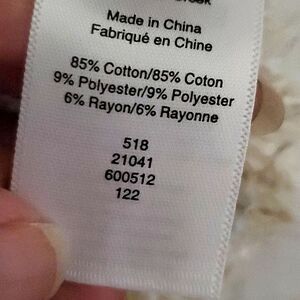 Made in China
Fabriqué en Chine
85% Cotton/85% Coton
9% Polyester/9% Polyester
6% Rayon/6% Rayonne
518
21041
600512
122